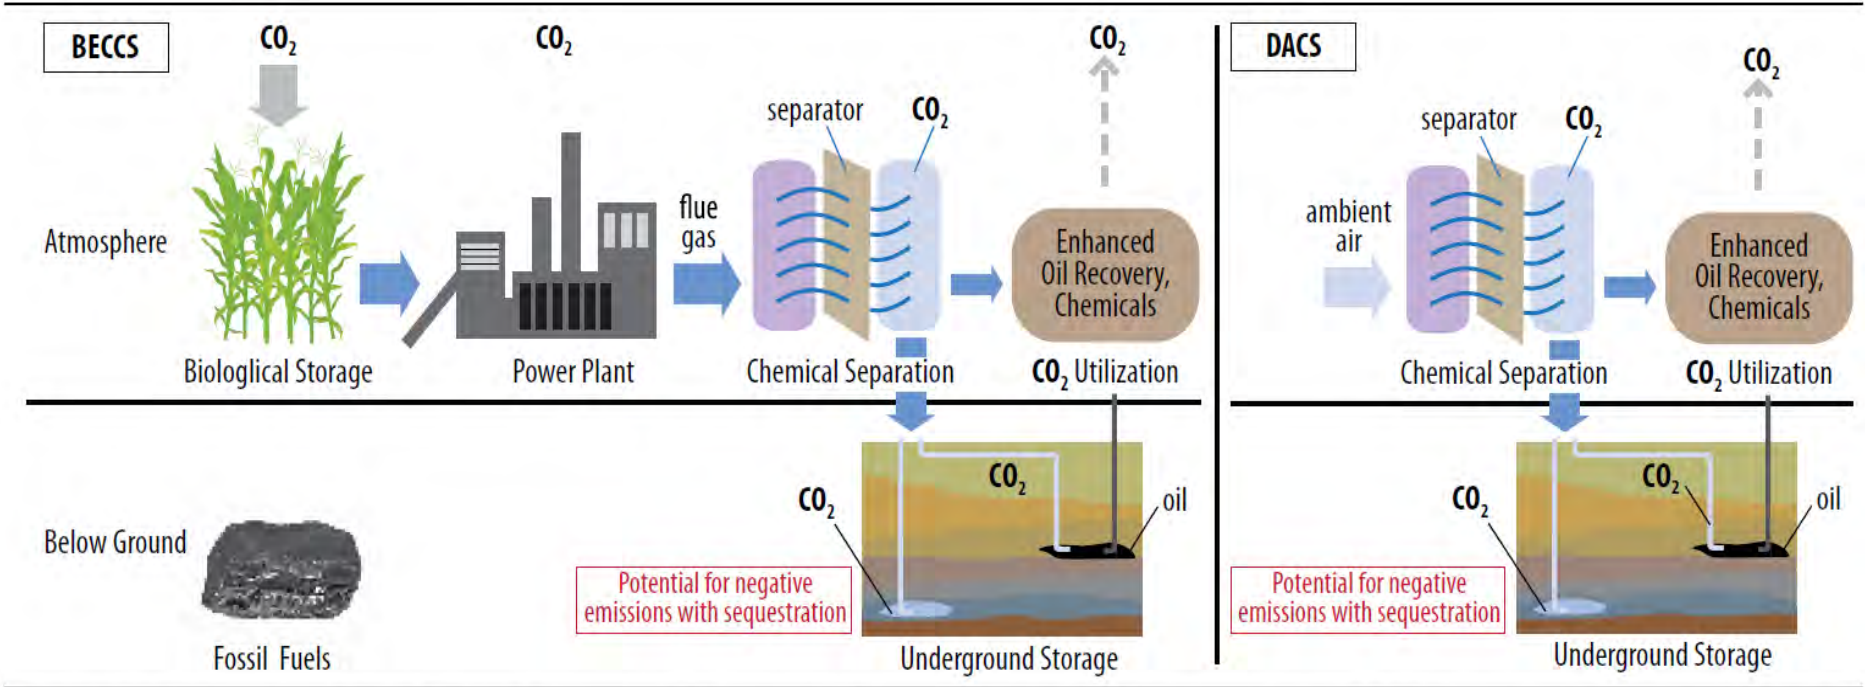 BECCS
CO₂
CO₂
CO₂
separator
CO₂
flue
gas
Atmosphere
Enhanced
Oil Recovery,
Chemicals
Biologlical Storage
Power Plant
Chemical Separation
CO₂ Utilization
Below Ground
Fossil Fuels
CO₂
CO₂
oil
Potential for negative
emissions with sequestration
Underground Storage
DACS
CO₂
separator
CO₂
ambient
air
Enhanced
Oil Recovery,
Chemicals
Chemical Separation
CO₂ Utilization
CO₂
CO₂
oil
Potential for negative
emissions with sequestration
Underground Storage